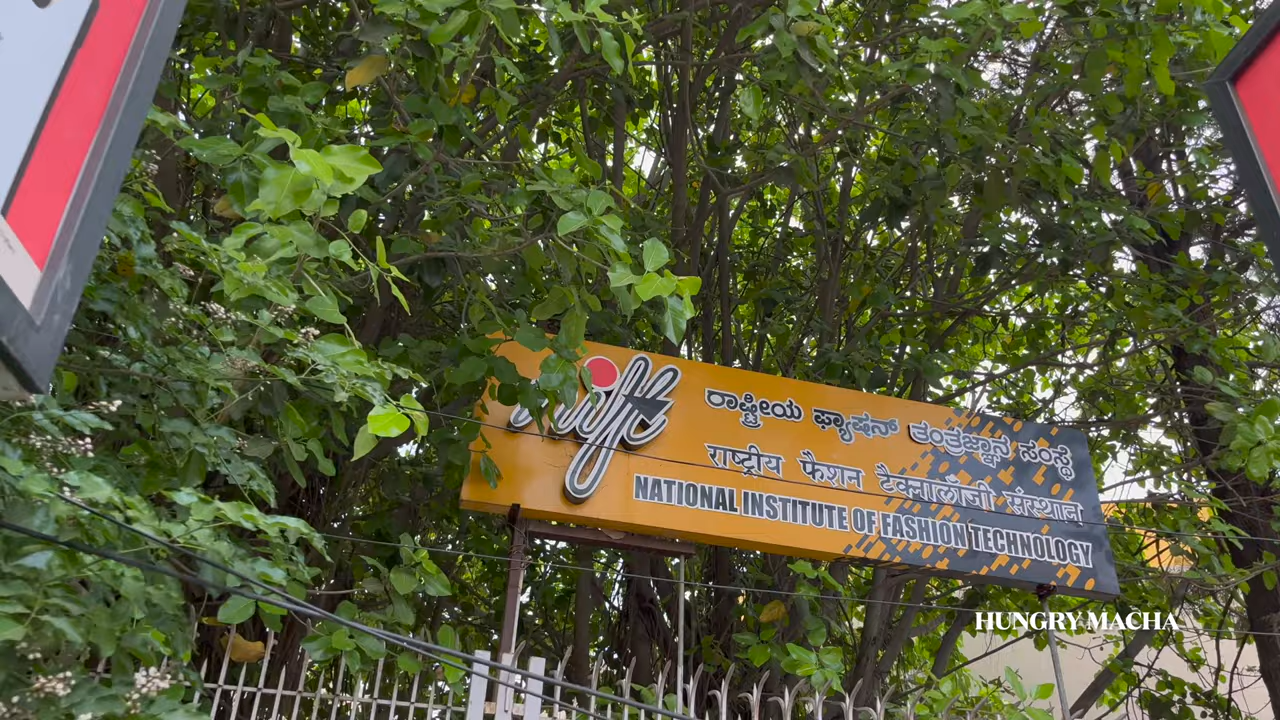 nift
ರಾಷ್ಟ್ರೀಯ ಫ್ಯಾಷನ್ ತಂತ್ರಜ್ಞಾನ ಸಂಸ್ಥೆ
राष्ट्रीय फैशन टैक्नालॉजी संस्थान
NATIONAL INSTITUTE OF FASHION TECHNOLOGY
HUNGRY MACHA